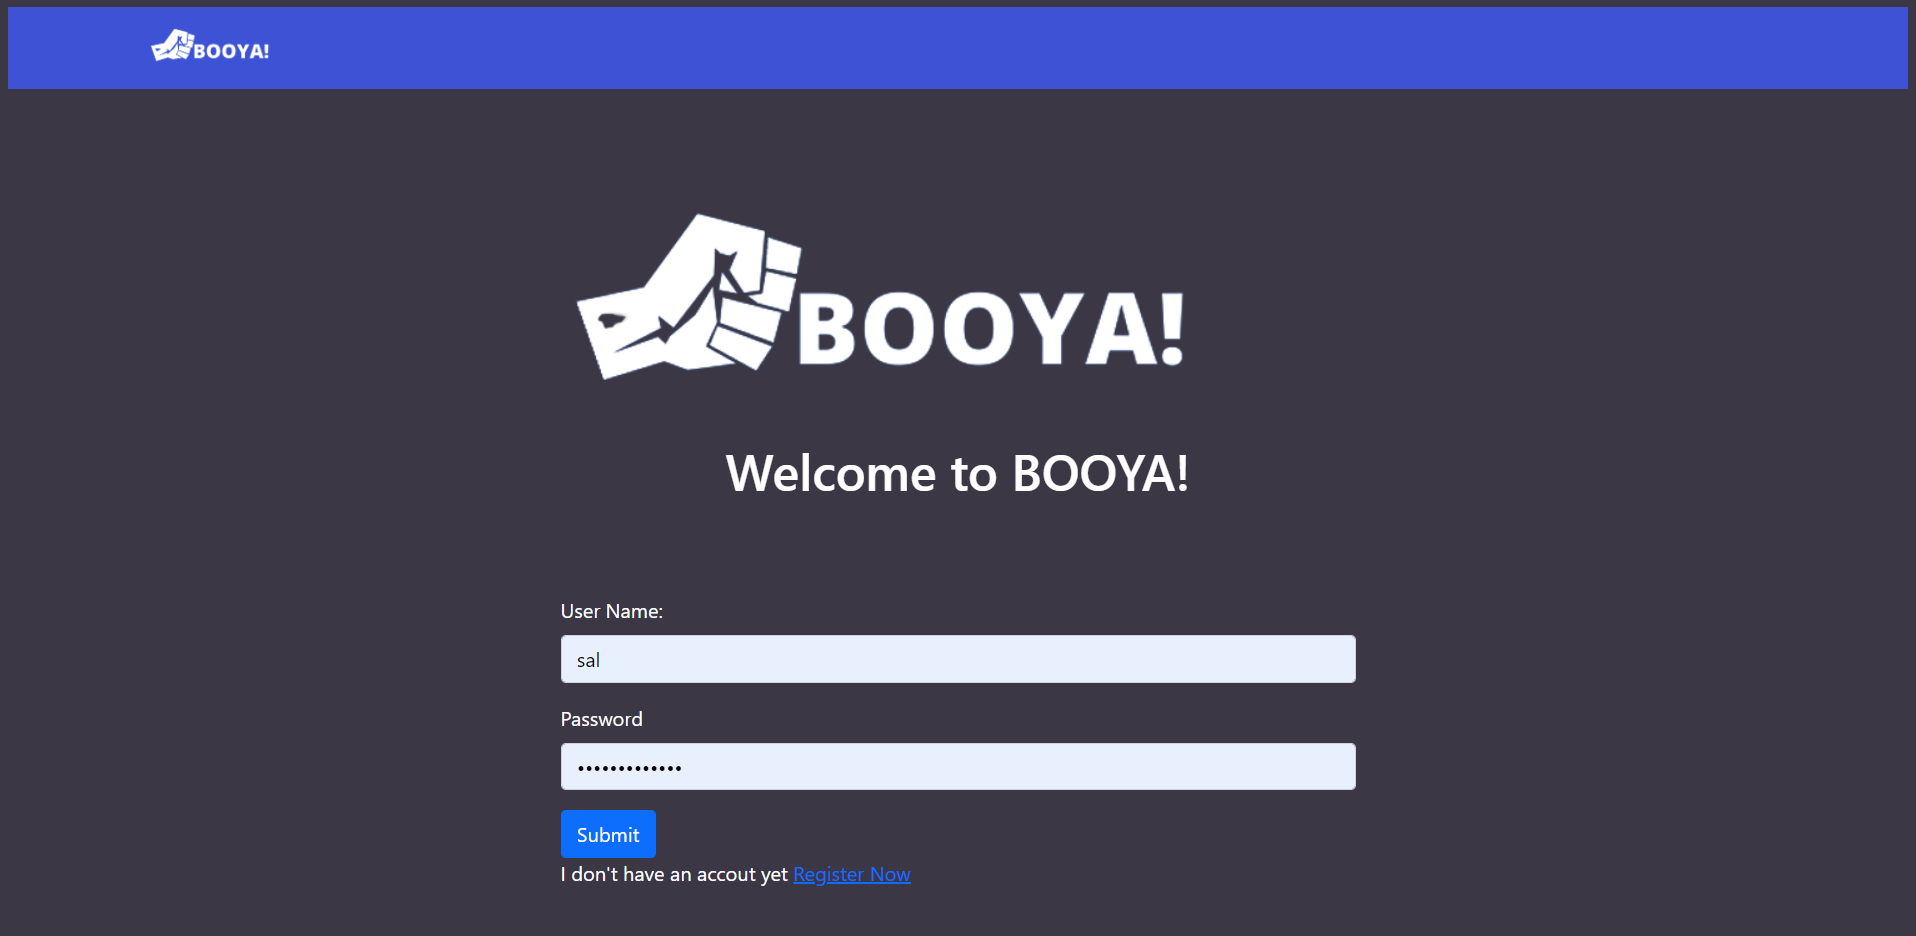 BOOYA!
BOOYA!
Welcome to BOOYA!
User Name:
sal
Password
•••••••••••••
Submit
I don't have an accout yet Register Now